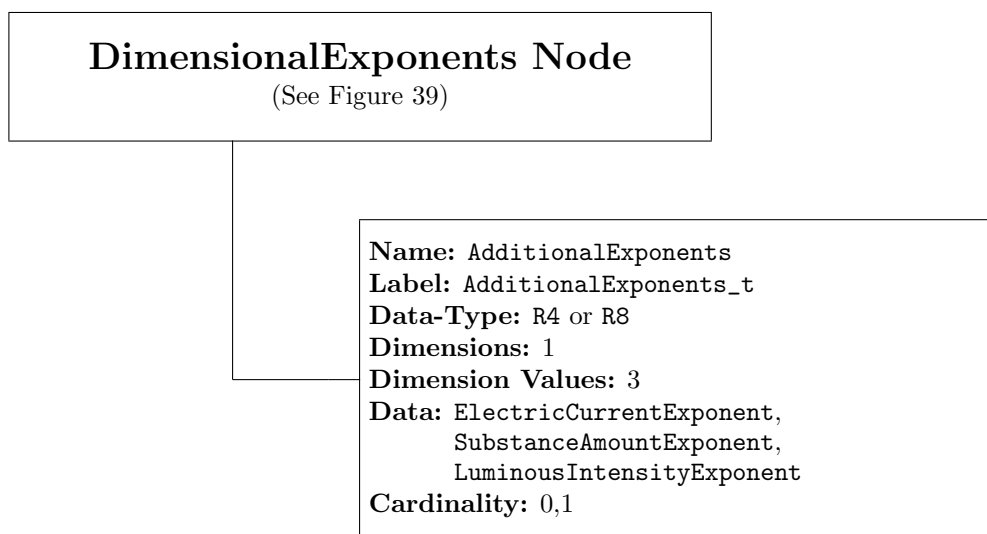 DimensionalExponents Node
(See Figure 39)
Name: AdditionalExponents
Label: AdditionalExponents_t
Data-Type: R4 or R8
Dimensions: 1
Dimension Values: 3
Data: ElectricCurrentExponent,
SubstanceAmountExponent,
LuminousIntensityExponent
Cardinality: 0,1